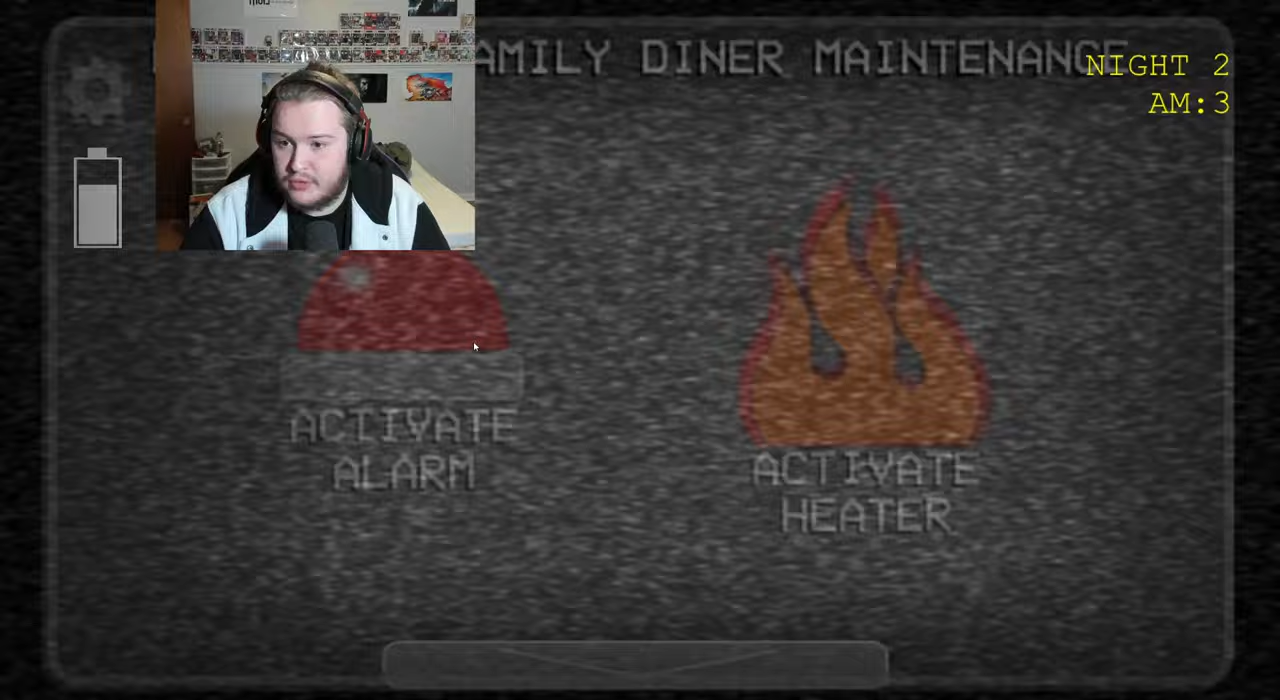 AMILY DINER MAINTENANCE
NIGHT 2
AM:3
ACTIVATE
ALARM
ACTIVATE
HEATER